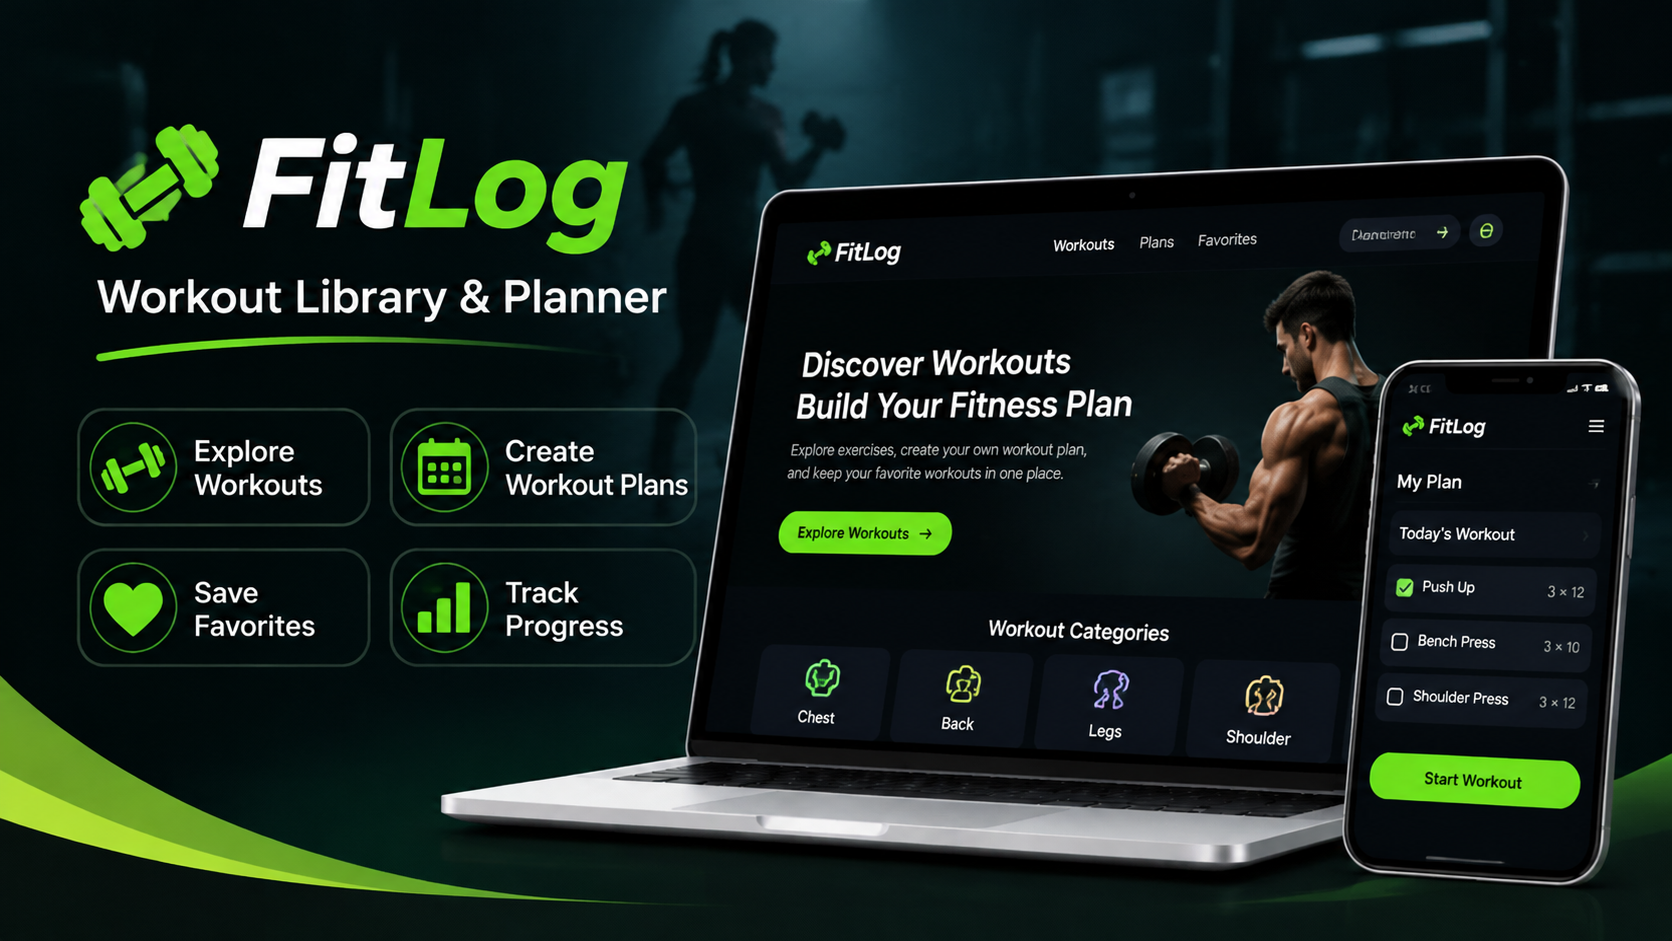 FitLog
Workout Library & Planner
Explore
Workouts
Create
Workout Plans
Save
Favorites
Track
Progress
FitLog
Workouts
Plans
Favorites
Discover Workouts
Build Your Fitness Plan
Explore exercises, create your own workout plan,
and keep your favorite workouts in one place.
Explore Workouts
Workout Categories
Chest
Back
Legs
Shoulder
FitLog
My Plan
Today's Workout
Push Up 3 × 12
Bench Press 3 × 10
Shoulder Press 3 × 12
Start Workout